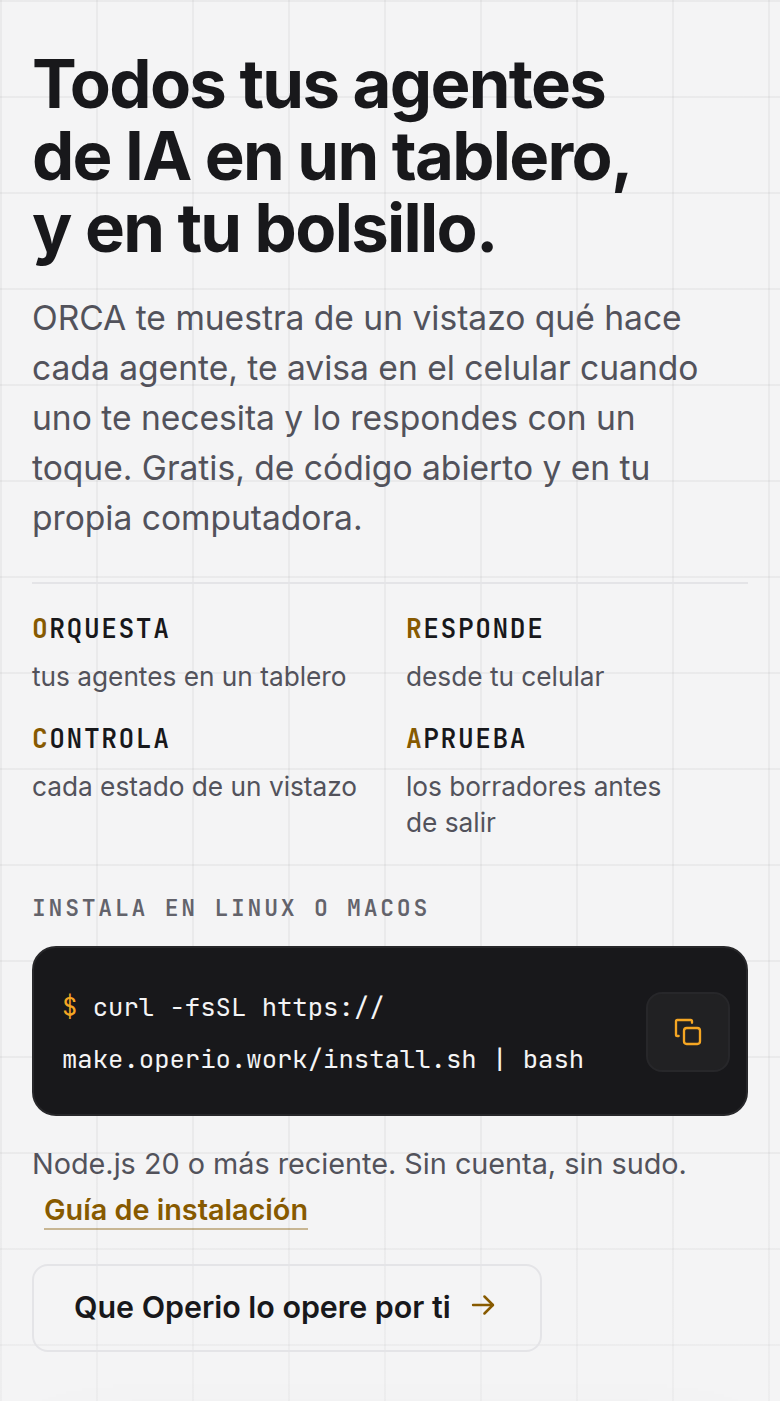 Todos tus agentes
de IA en un tablero,
y en tu bolsillo.
ORCA te muestra de un vistazo qué hace
cada agente, te avisa en el celular cuando
uno te necesita y lo respondes con un
toque. Gratis, de código abierto y en tu
propia computadora.
ORQUESTA
tus agentes en un tablero
RESPONDE
desde tu celular
CONTROLA
cada estado de un vistazo
APRUEBA
los borradores antes
de salir
INSTALA EN LINUX O MACOS
$ curl -fsSL https://
make.operio.work/install.sh | bash
Node.js 20 o más reciente. Sin cuenta, sin sudo.
Guía de instalación
Que Operio lo opere por ti →